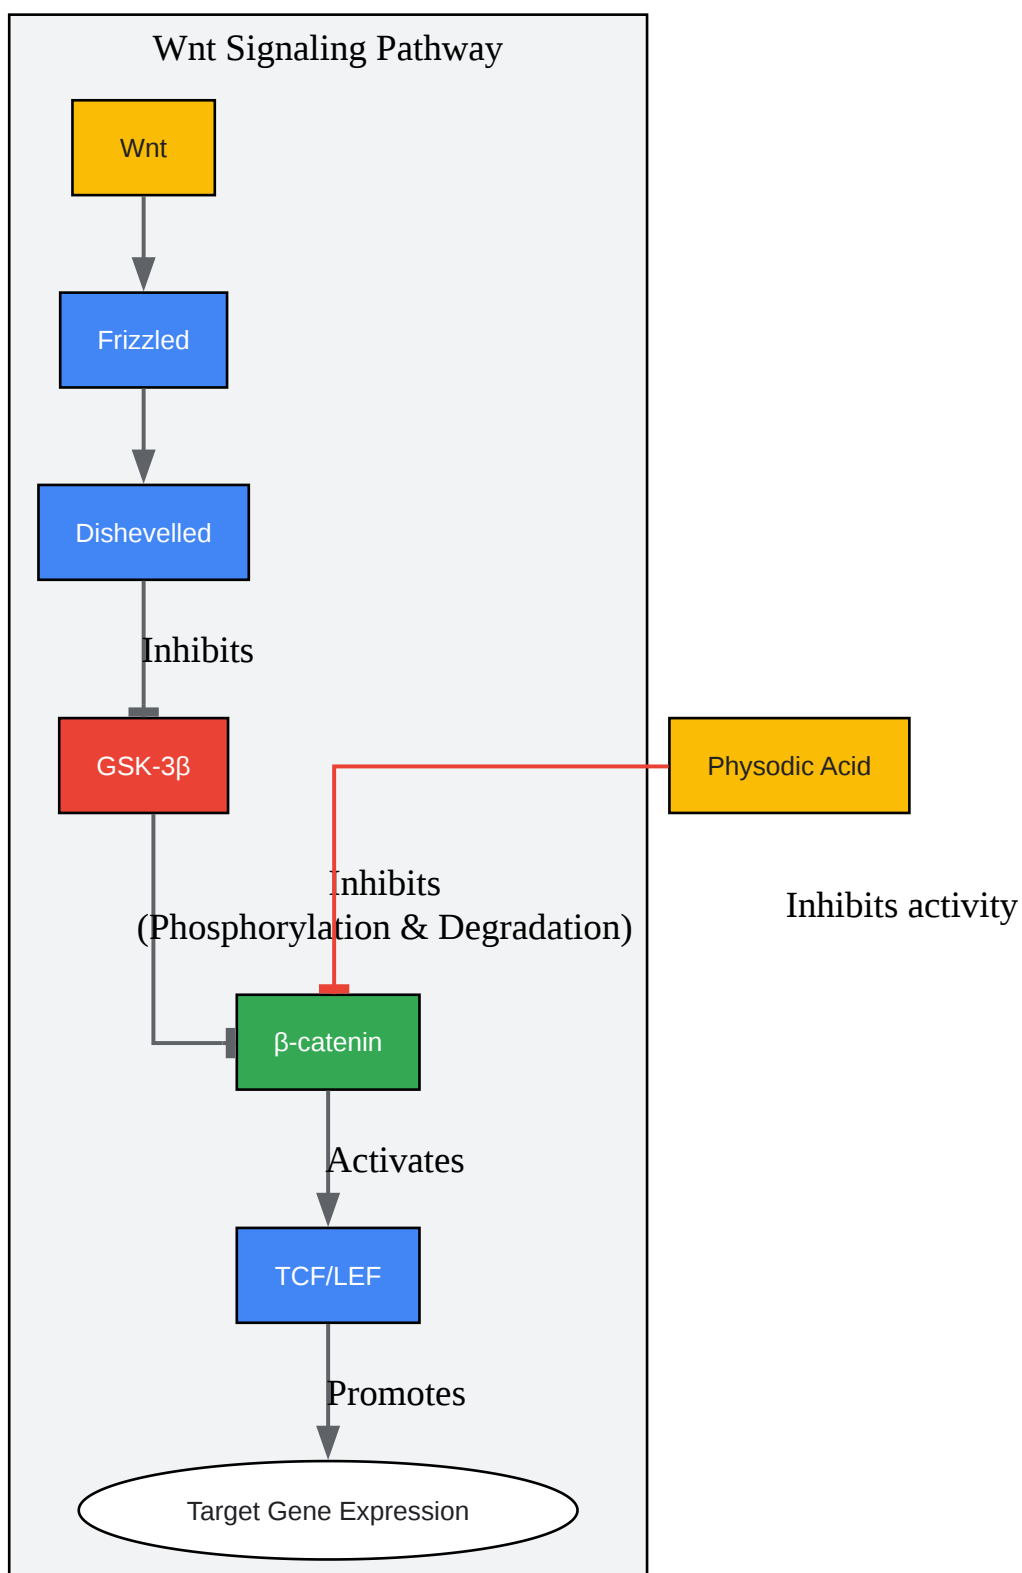 Wnt Signaling Pathway
Wnt
Frizzled
Dishevelled
Inhibits
GSK-3β
Physodic Acid
Inhibits
(Phosphorylation & Degradation)
Inhibits activity
β-catenin
Activates
TCF/LEF
Promotes
Target Gene Expression